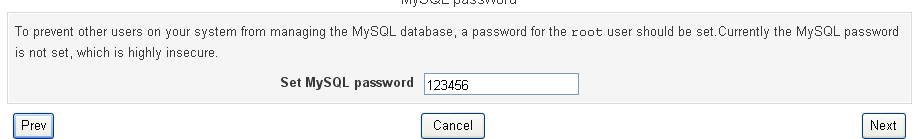 MySQL password
To prevent other users on your system from managing the MySQL database, a password for the root user should be set.Currently the MySQL password
is not set, which is highly insecure.
Set MySQL password 123456
Prev Cancel Next